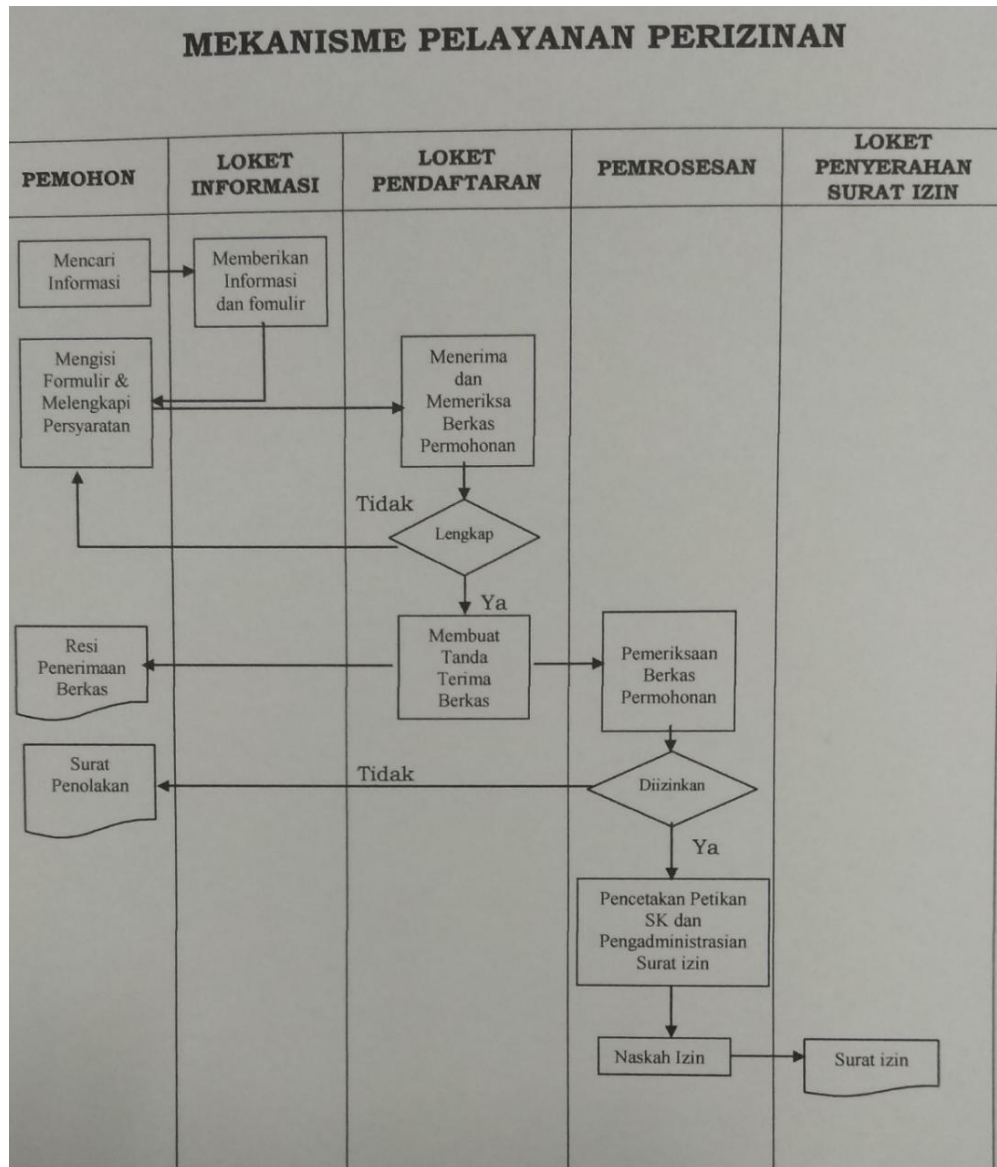 MEKANISME PELAYANAN PERIZINAN
PEMOHON
LOKET
INFORMASI
LOKET
PENDAFTARAN
PEMROSESAN
LOKET
PENYERAHAN
SURAT IZIN
Mencari
Informasi
Memberikan
Informasi
dan fomulir
Mengisi
Formulir &
Melengkapi
Persyaratan
Menerima
dan
Memeriksa
Berkas
Permohonan
Tidak
Lengkap
Ya
Resi
Penerimaan
Berkas
Membuat
Tanda
Terima
Berkas
Pemeriksaan
Berkas
Permohonan
Surat
Penolakan
Tidak
Diizinkan
Ya
Pencetakan Petikan
SK dan
Pengadministrasian
Surat izin
Naskah Izin
Surat izin